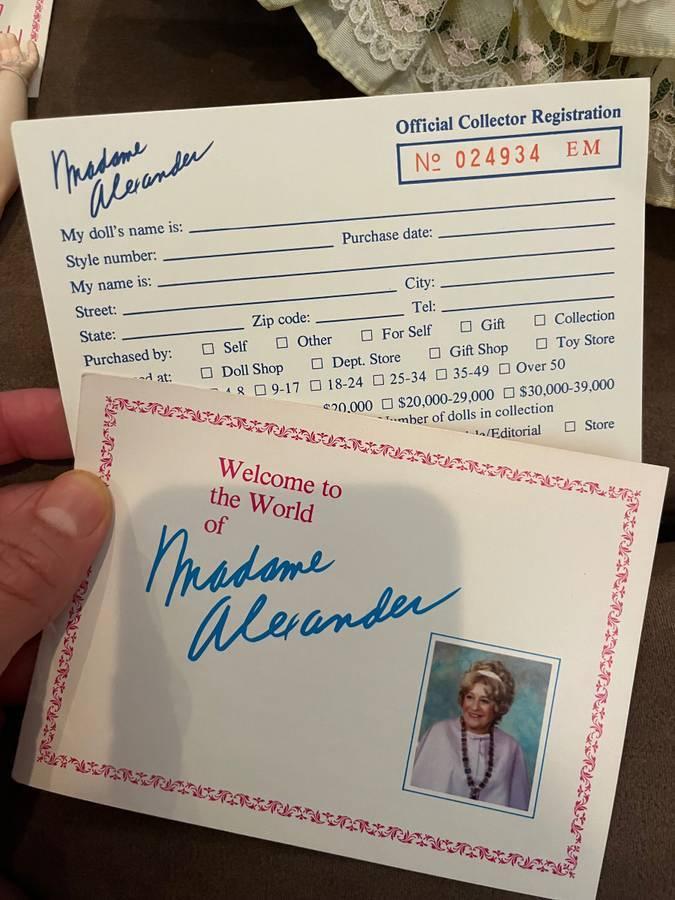 Madame
Alexander
Official Collector Registration
Nº 024934 EM
My doll's name is:
Style number: Purchase date:
My name is:
Street: City:
State: Zip code: Tel:
Purchased by: □ Self □ Other □ For Self □ Gift □ Collection
at: □ Doll Shop □ Dept. Store □ Gift Shop □ Toy Store
□ 9-17 □ 18-24 □ 25-34 □ 35-49 □ Over 50
$20,000 □ $20,000-29,000 □ $30,000-39,000
of dolls in collection
/Editorial □ Store
Welcome to
the World
of
Madame
Alexander